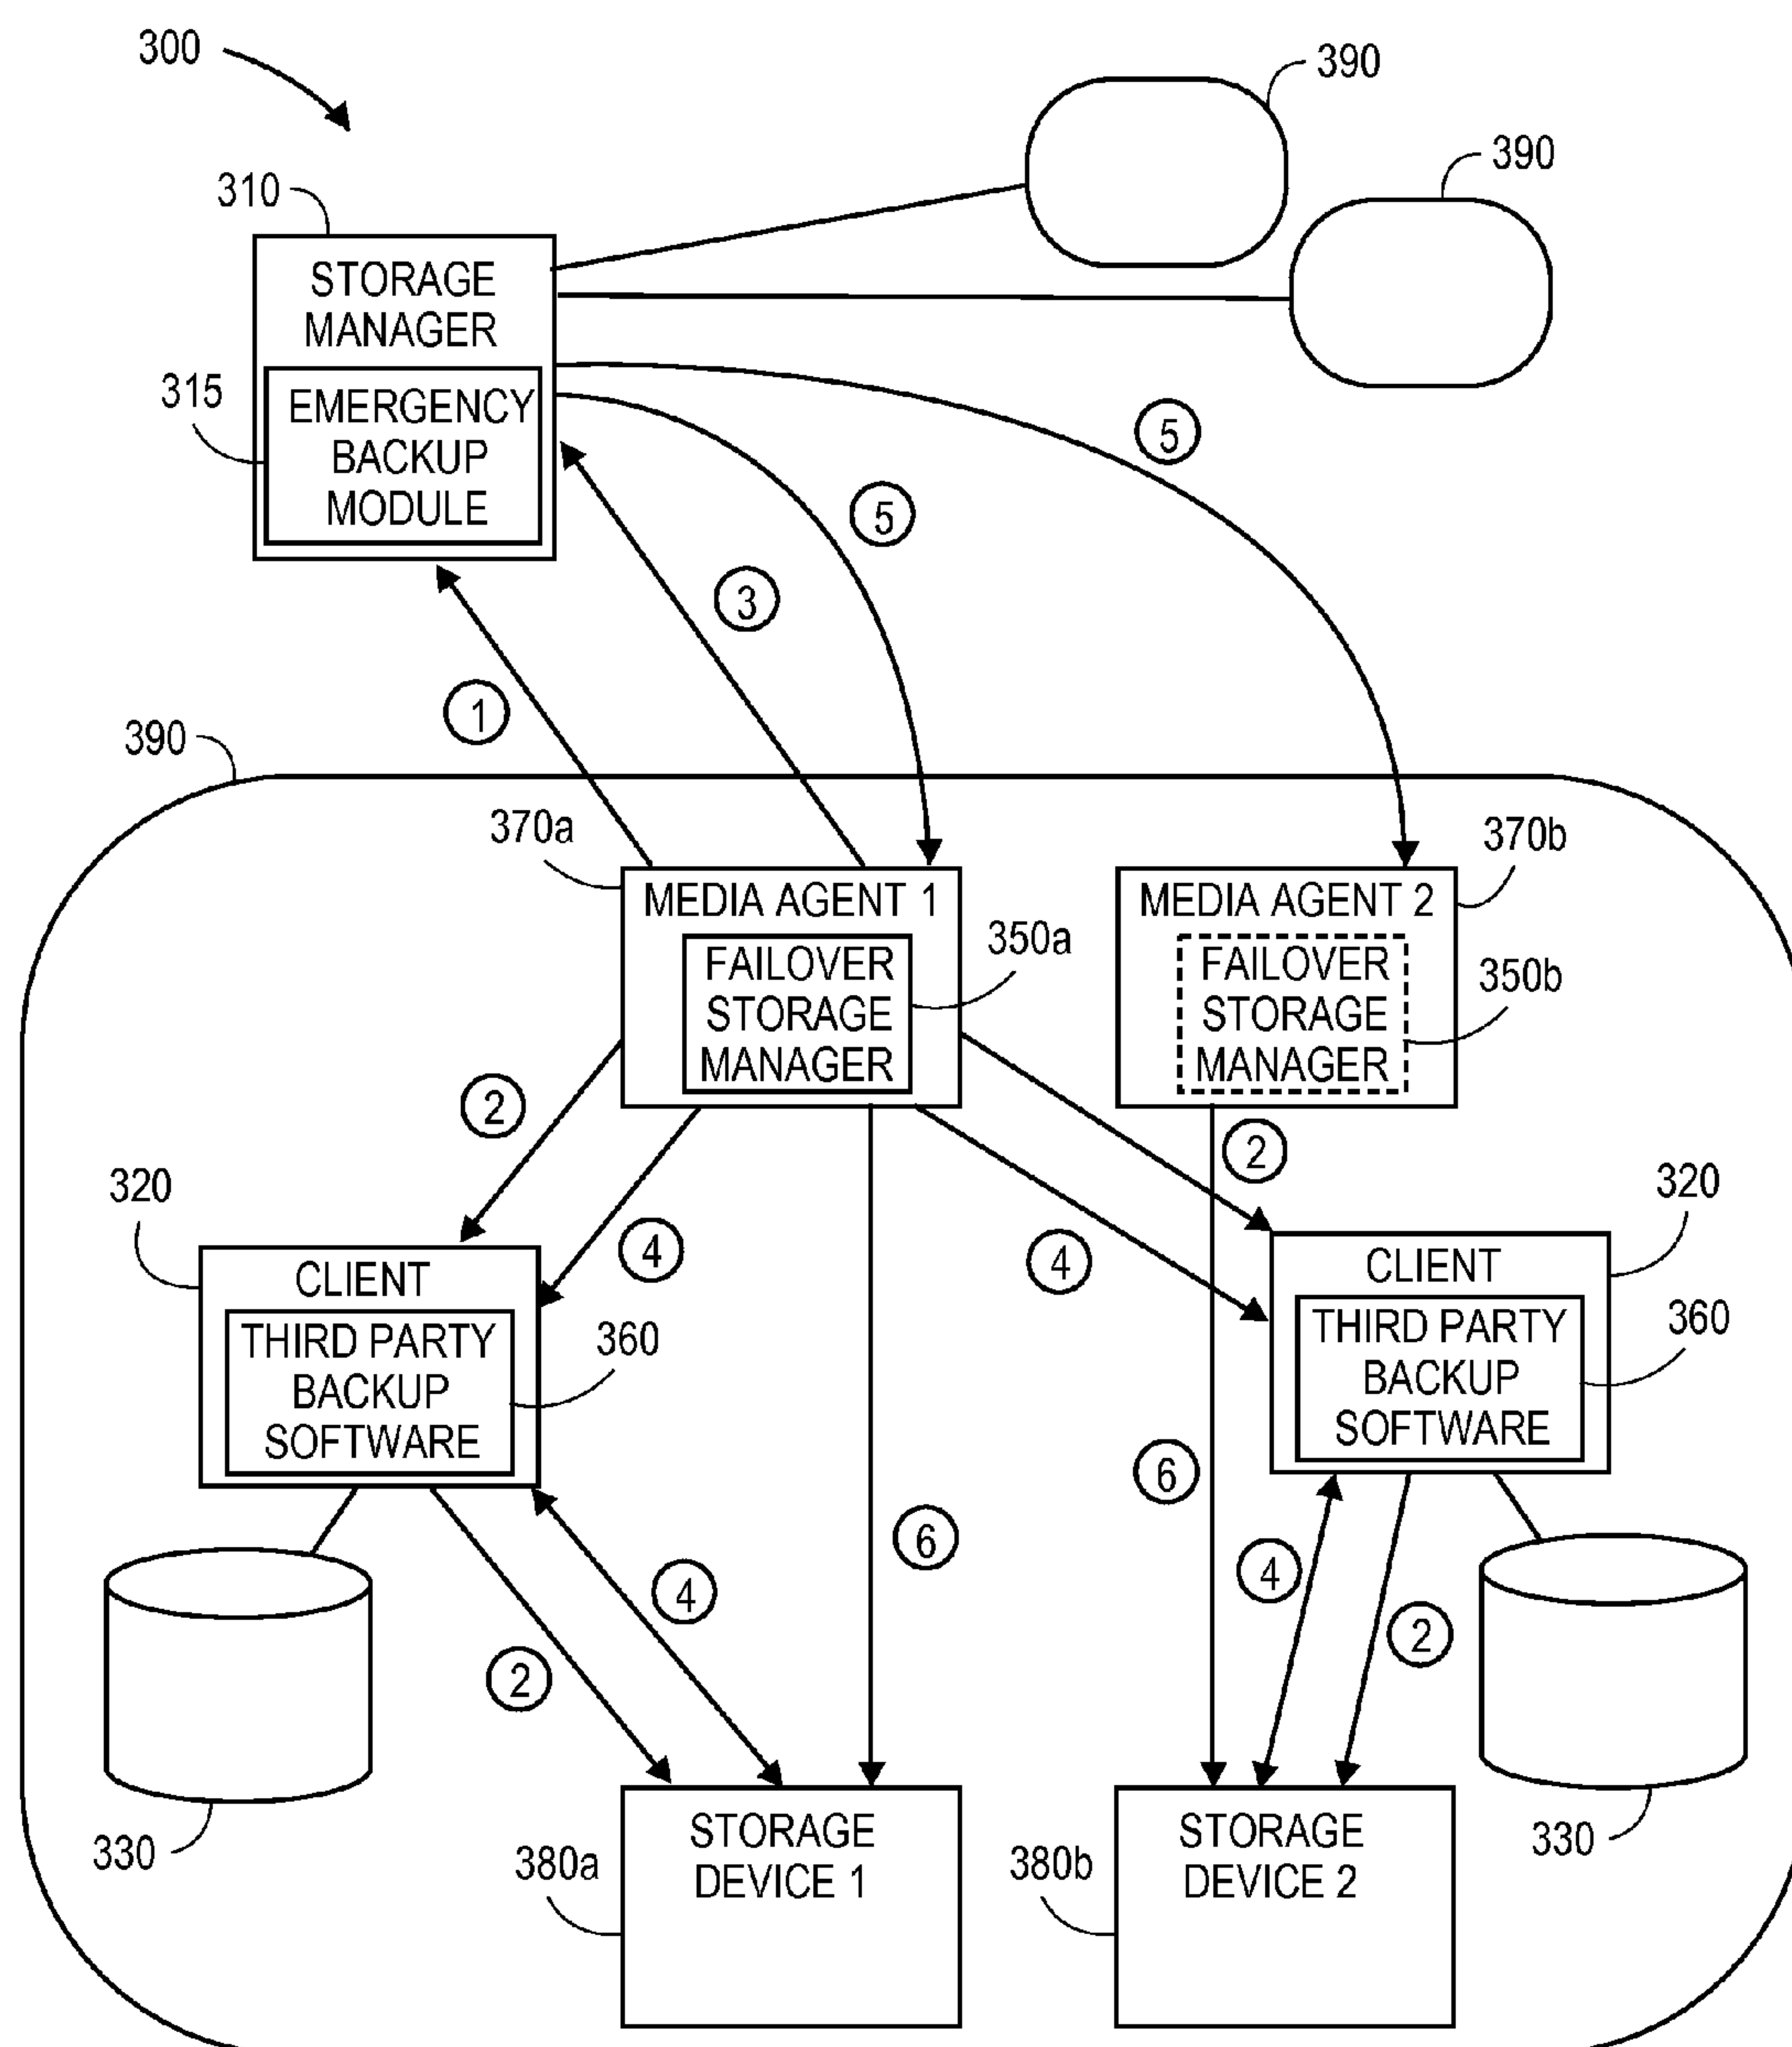 300
390
390
310
STORAGE
MANAGER
315
EMERGENCY
BACKUP
MODULE
5
5
3
1
390
370a
MEDIA AGENT 1
370b
MEDIA AGENT 2
350a
FAILOVER
STORAGE
MANAGER
350b
FAILOVER
STORAGE
MANAGER
2
2
320
320
4
4
CLIENT
THIRD PARTY
BACKUP
SOFTWARE
360
CLIENT
THIRD PARTY
BACKUP
SOFTWARE
360
6
6
4
4
2
2
330
330
380a
STORAGE
DEVICE 1
380b
STORAGE
DEVICE 2